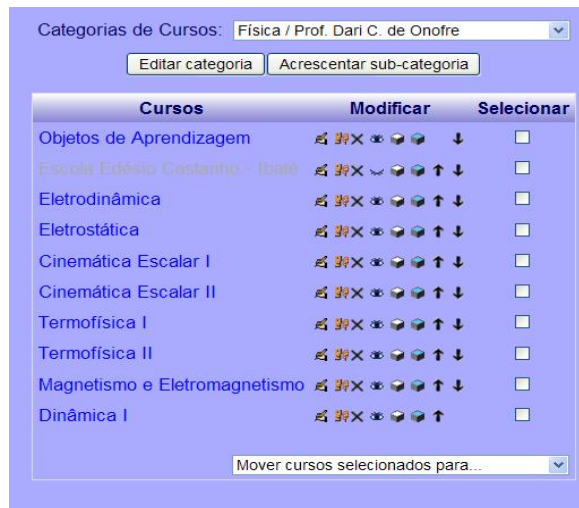 Categorias de Cursos: Física / Prof. Dari C. de Onofre
Editar categoria Acrescentar sub-categoria
Cursos Modificar Selecionar
Objetos de Aprendizagem
Escola Edésio Castanho - Ibaté
Eletrodinâmica
Eletrostática
Cinemática Escalar I
Cinemática Escalar II
Termofísica I
Termofísica II
Magnetismo e Eletromagnetismo
Dinâmica I
Mover cursos selecionados para...